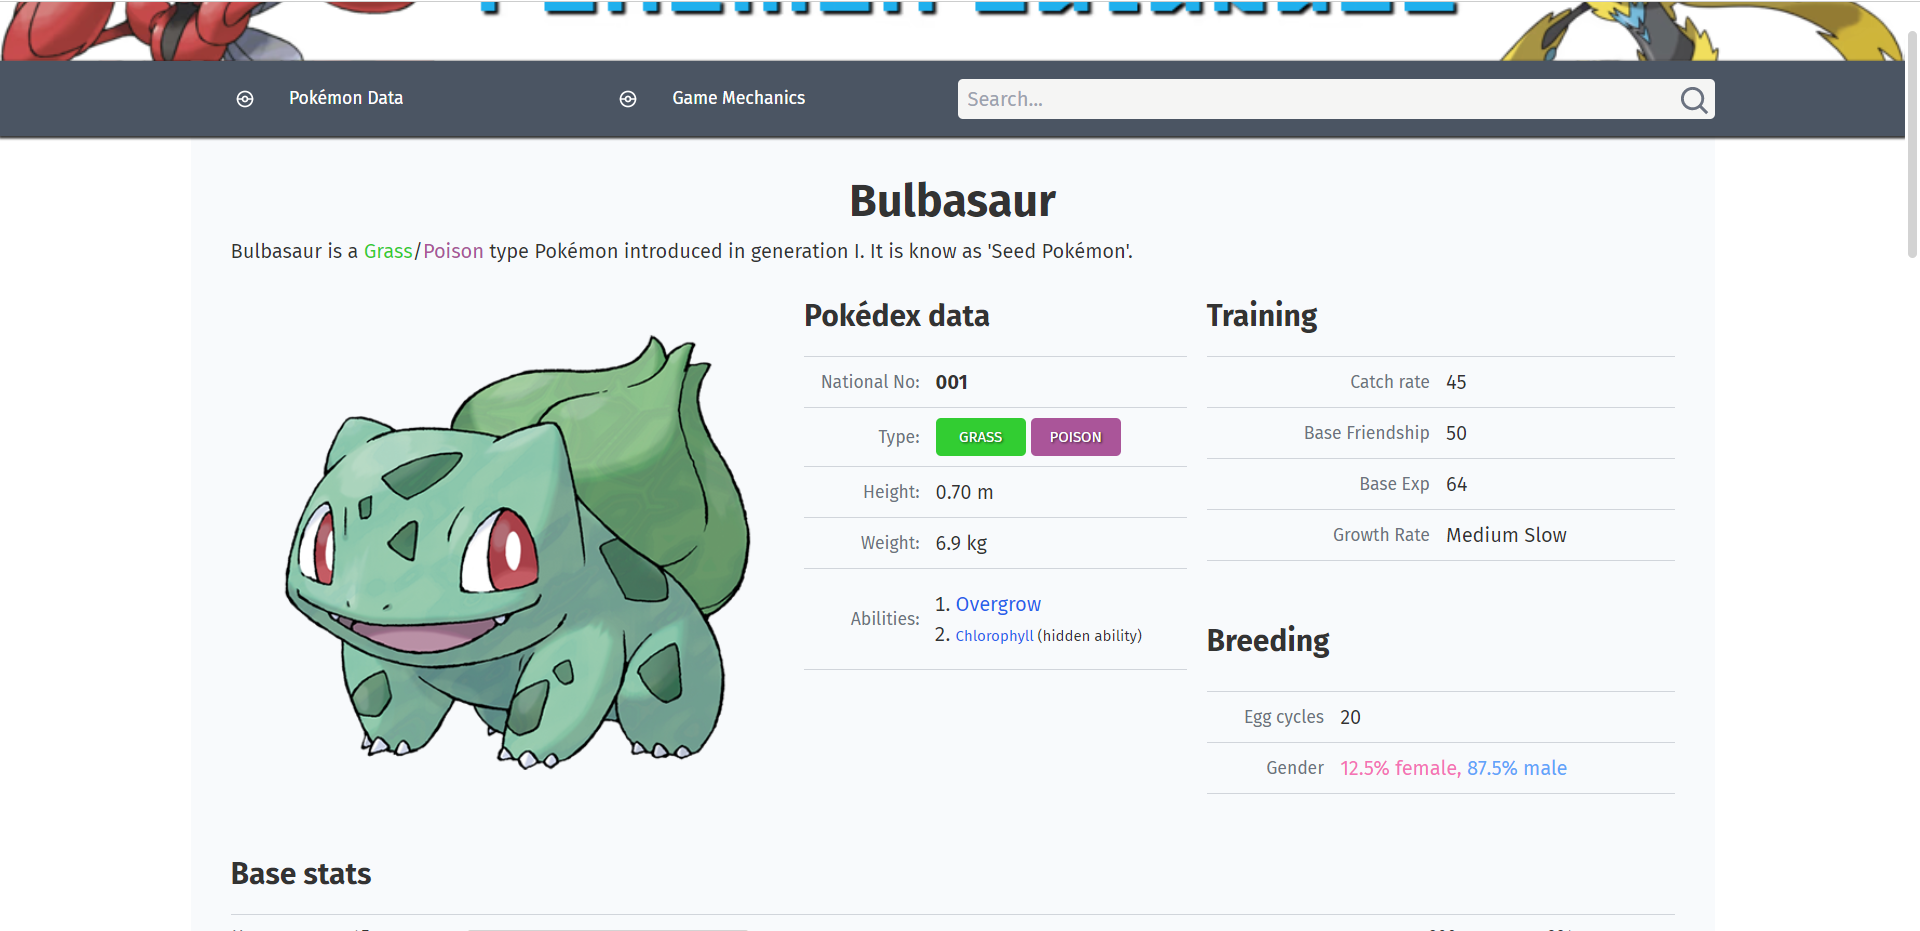 Pokémon Data
Game Mechanics
Search...
Bulbasaur
Bulbasaur is a Grass/Poison type Pokémon introduced in generation I. It is know as 'Seed Pokémon'.
Pokédex data
National No: 001
Type: GRASS POISON
Height: 0.70 m
Weight: 6.9 kg
Abilities:
1. Overgrow
2. Chlorophyll (hidden ability)
Training
Catch rate 45
Base Friendship 50
Base Exp 64
Growth Rate Medium Slow
Breeding
Egg cycles 20
Gender 12.5% female, 87.5% male
Base stats